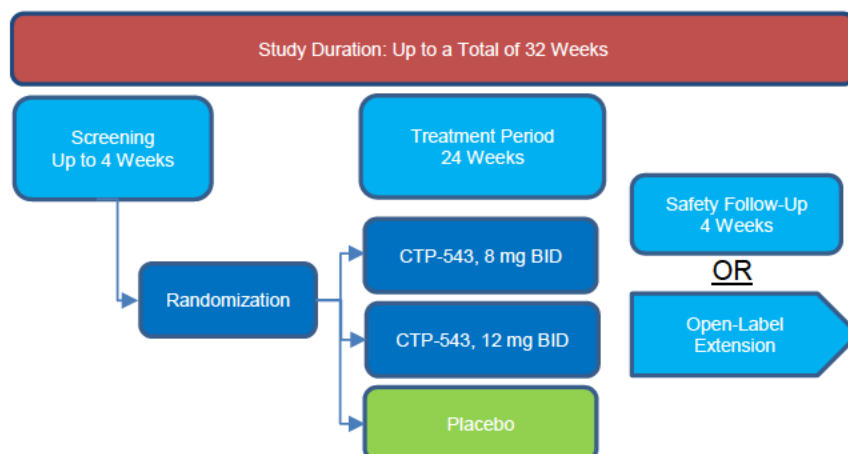 Study Duration: Up to a Total of 32 Weeks
Screening
Up to 4 Weeks
Treatment Period
24 Weeks
Safety Follow-Up
4 Weeks
OR
Open-Label
Extension
Randomization
CTP-543, 8 mg BID
CTP-543, 12 mg BID
Placebo